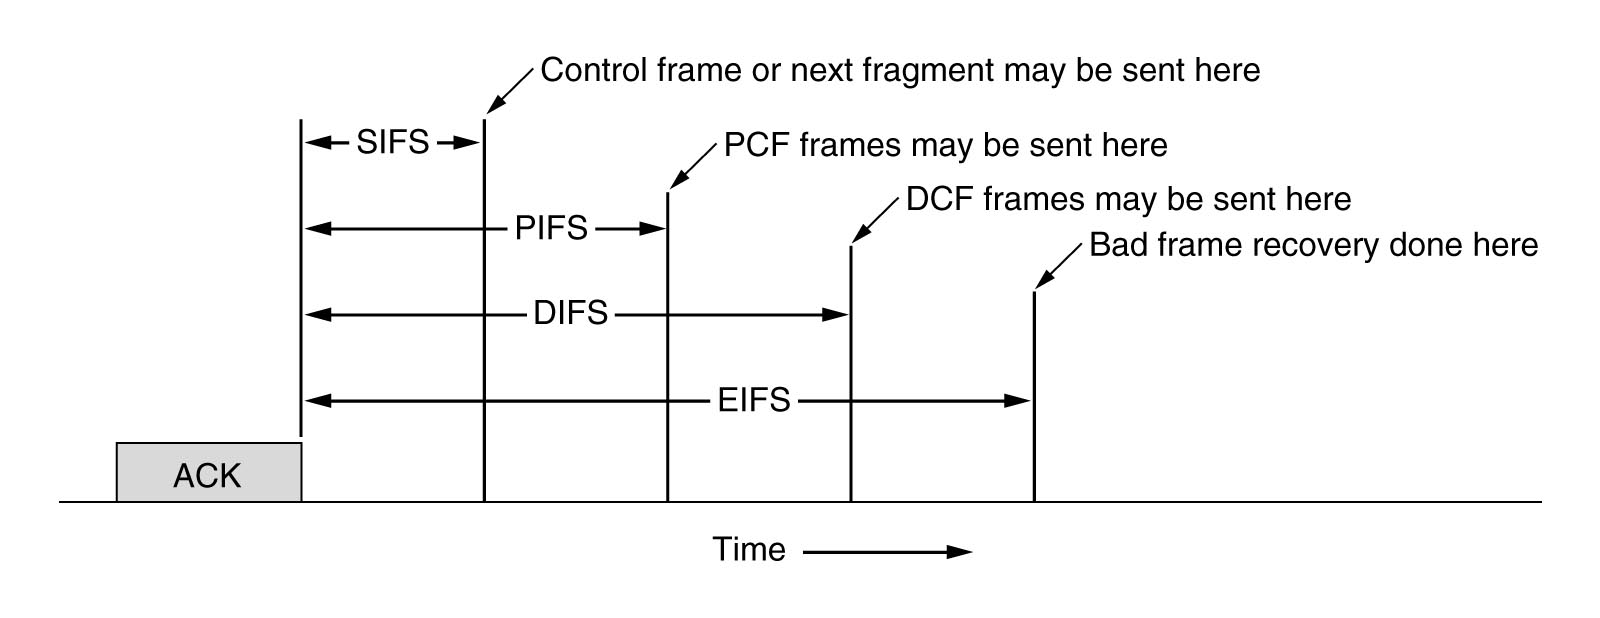 Control frame or next fragment may be sent here
SIFS
PCF frames may be sent here
DCF frames may be sent here
PIFS
Bad frame recovery done here
DIFS
EIFS
ACK
Time